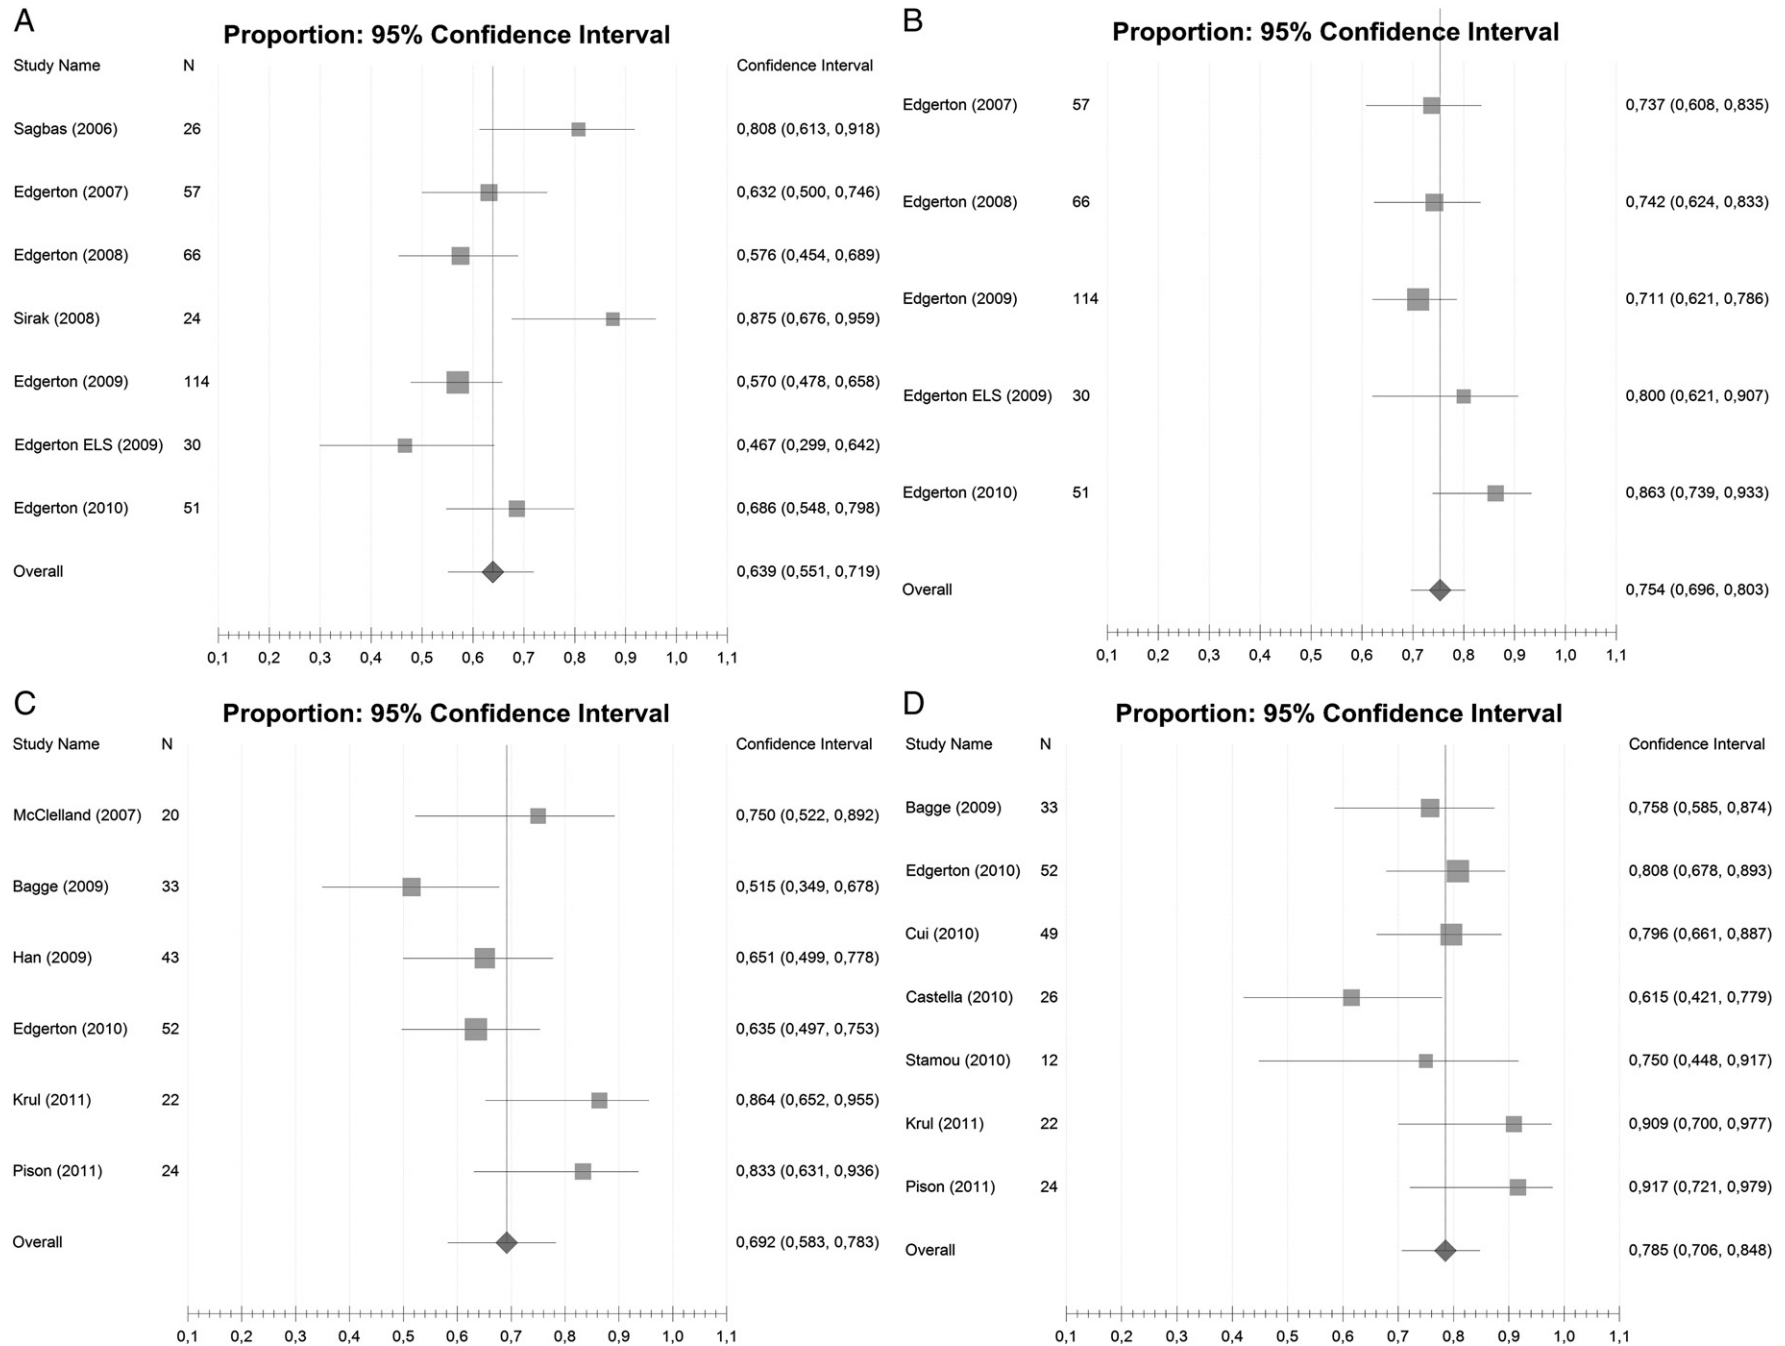 A
Proportion: 95% Confidence Interval
Study Name N Confidence Interval
Sagbas (2006) 26 0,808 (0,613, 0,918)
Edgerton (2007) 57 0,632 (0,500, 0,746)
Edgerton (2008) 66 0,576 (0,454, 0,689)
Sirak (2008) 24 0,875 (0,676, 0,959)
Edgerton (2009) 114 0,570 (0,478, 0,658)
Edgerton ELS (2009) 30 0,467 (0,299, 0,642)
Edgerton (2010) 51 0,686 (0,548, 0,798)
Overall 0,639 (0,551, 0,719)
0,1 0,2 0,3 0,4 0,5 0,6 0,7 0,8 0,9 1,0 1,1
B
Proportion: 95% Confidence Interval
Edgerton (2007) 57 0,737 (0,608, 0,835)
Edgerton (2008) 66 0,742 (0,624, 0,833)
Edgerton (2009) 114 0,711 (0,621, 0,786)
Edgerton ELS (2009) 30 0,800 (0,621, 0,907)
Edgerton (2010) 51 0,863 (0,739, 0,933)
Overall 0,754 (0,696, 0,803)
0,1 0,2 0,3 0,4 0,5 0,6 0,7 0,8 0,9 1,0 1,1
C
Proportion: 95% Confidence Interval
Study Name N Confidence Interval
McClelland (2007) 20 0,750 (0,522, 0,892)
Bagge (2009) 33 0,515 (0,349, 0,678)
Han (2009) 43 0,651 (0,499, 0,778)
Edgerton (2010) 52 0,635 (0,497, 0,753)
Krul (2011) 22 0,864 (0,652, 0,955)
Pison (2011) 24 0,833 (0,631, 0,936)
Overall 0,692 (0,583, 0,783)
0,1 0,2 0,3 0,4 0,5 0,6 0,7 0,8 0,9 1,0 1,1
D
Proportion: 95% Confidence Interval
Study Name N Confidence Interval
Bagge (2009) 33 0,758 (0,585, 0,874)
Edgerton (2010) 52 0,808 (0,678, 0,893)
Cui (2010) 49 0,796 (0,661, 0,887)
Castella (2010) 26 0,615 (0,421, 0,779)
Stamou (2010) 12 0,750 (0,448, 0,917)
Krul (2011) 22 0,909 (0,700, 0,977)
Pison (2011) 24 0,917 (0,721, 0,979)
Overall 0,785 (0,706, 0,848)
0,1 0,2 0,3 0,4 0,5 0,6 0,7 0,8 0,9 1,0 1,1